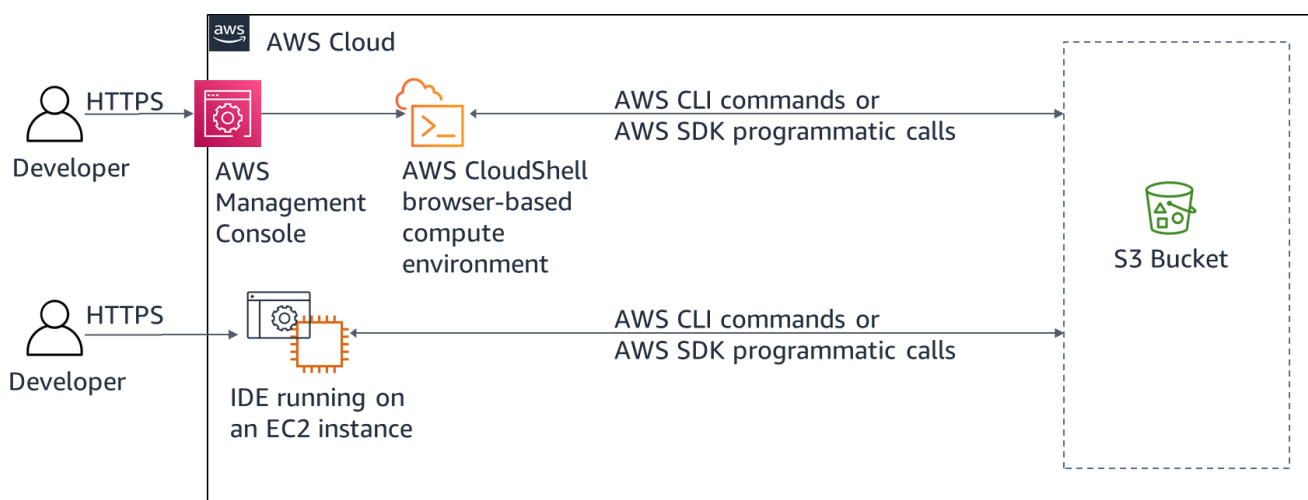 aws
AWS Cloud
HTTPS
Developer
AWS
Management
Console
AWS CloudShell
browser-based
compute
environment
AWS CLI commands or
AWS SDK programmatic calls
S3 Bucket
HTTPS
Developer
IDE running on
an EC2 instance
AWS CLI commands or
AWS SDK programmatic calls